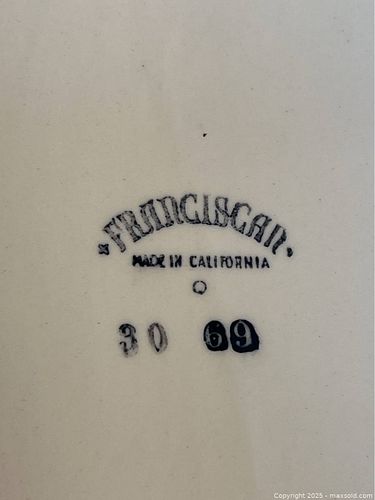 FRANCISCAN
MADE IN CALIFORNIA
30 69
Copyright 2025 - maxsold.com